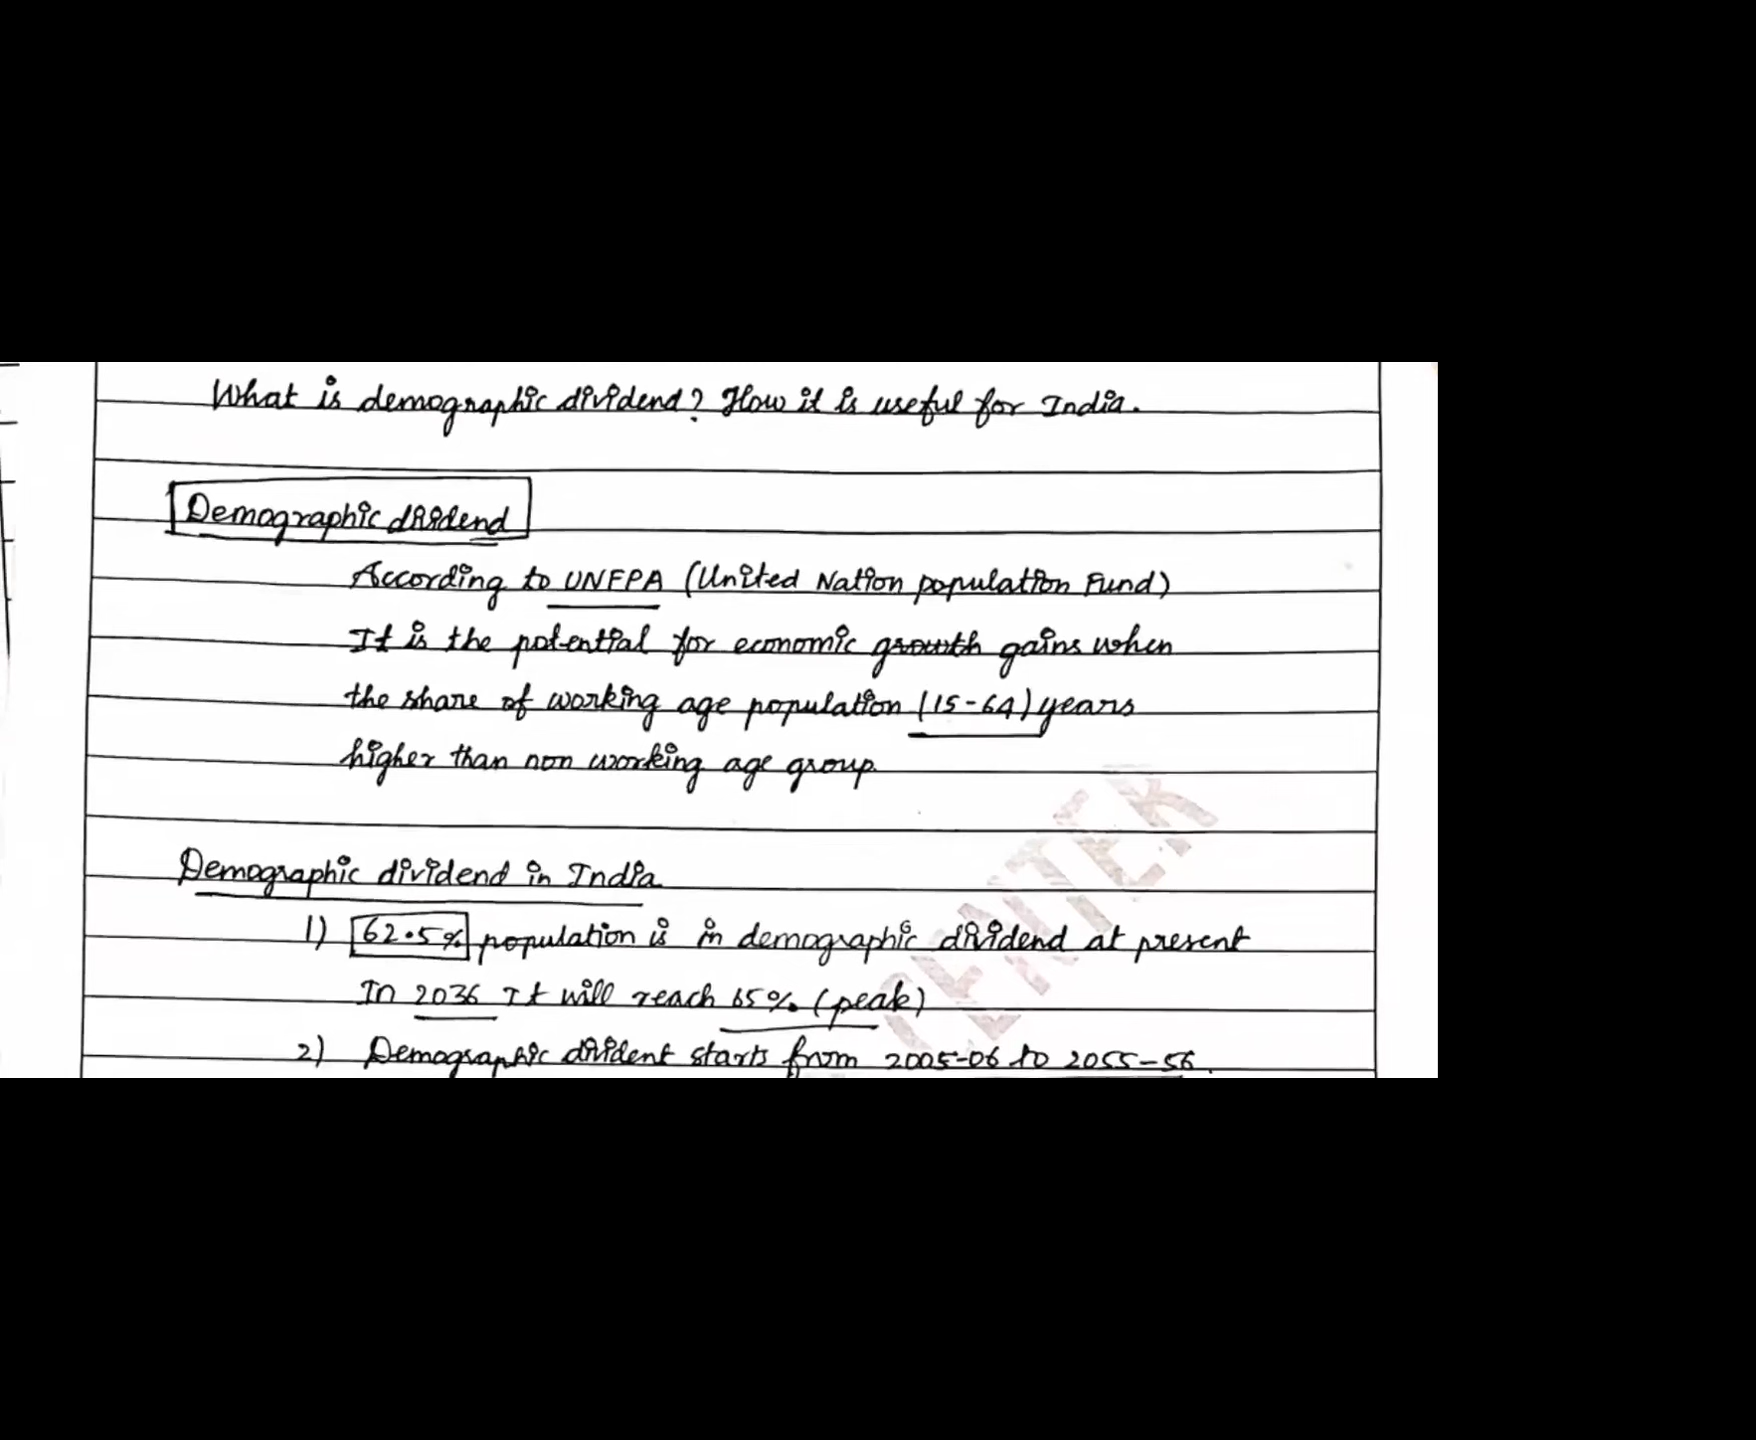 What is demographic dividend? How it is useful for India.
Demographic dividend
According to UNFPA (United Nation population Fund)
It is the potential for economic growth gains when
the share of working age population (15-64) years
higher than non working age group.
Demographic dividend in India
1) 62.5% population is in demographic dividend at present
In 2036 It will reach 65% (peak)
2) Demographic divident starts from 2005-06 to 2055-56.